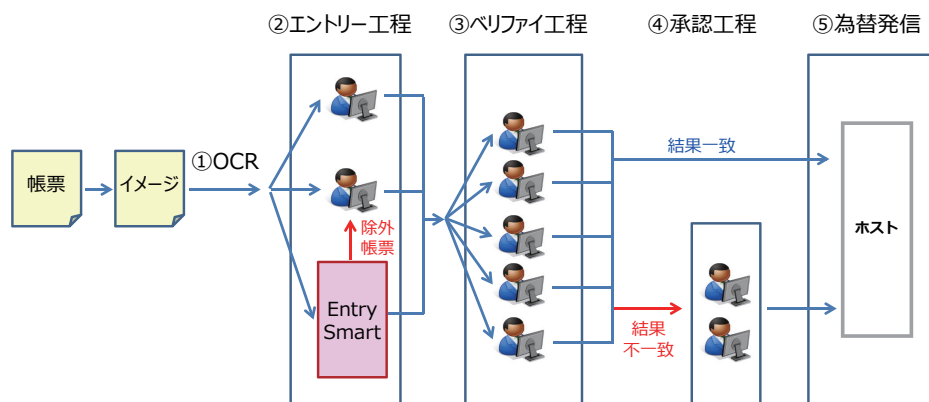 ②エントリー工程
③ベリファイ工程
④承認工程
⑤為替発信
帳票
イメージ
①OCR
除外
帳票
Entry
Smart
結果一致
結果
不一致
ホスト